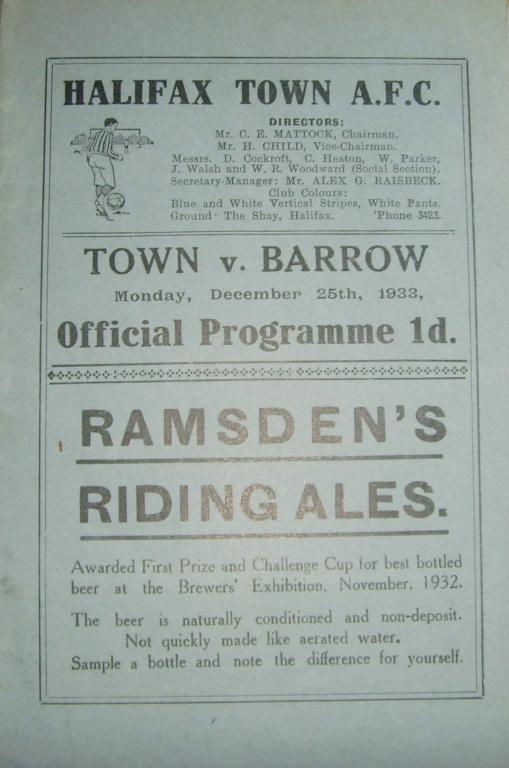 HALIFAX TOWN A.F.C.
DIRECTORS:
Mr. C. E. MATTOCK, Chairman.
Mr. H. CHILD, Vice-Chairman.
Messrs. D. Cockroft, C. Heaton, W. Parker,
J. Walsh and W. R. Woodward (Social Section).
Secretary-Manager: Mr. ALEX G. RAISBECK.
Club Colours:
Blue and White Vertical Stripes, White Pants.
Ground· The Shay, Halifax. 'Phone 3423.
TOWN v. BARROW
Monday, December 25th, 1933,
Official Programme 1d.
RAMSDEN'S
RIDING ALES.
Awarded First Prize and Challenge Cup for best bottled
beer at the Brewers' Exhibition, November, 1932.
The beer is naturally conditioned and non-deposit.
Not quickly made like aerated water.
Sample a bottle and note the difference for yourself.